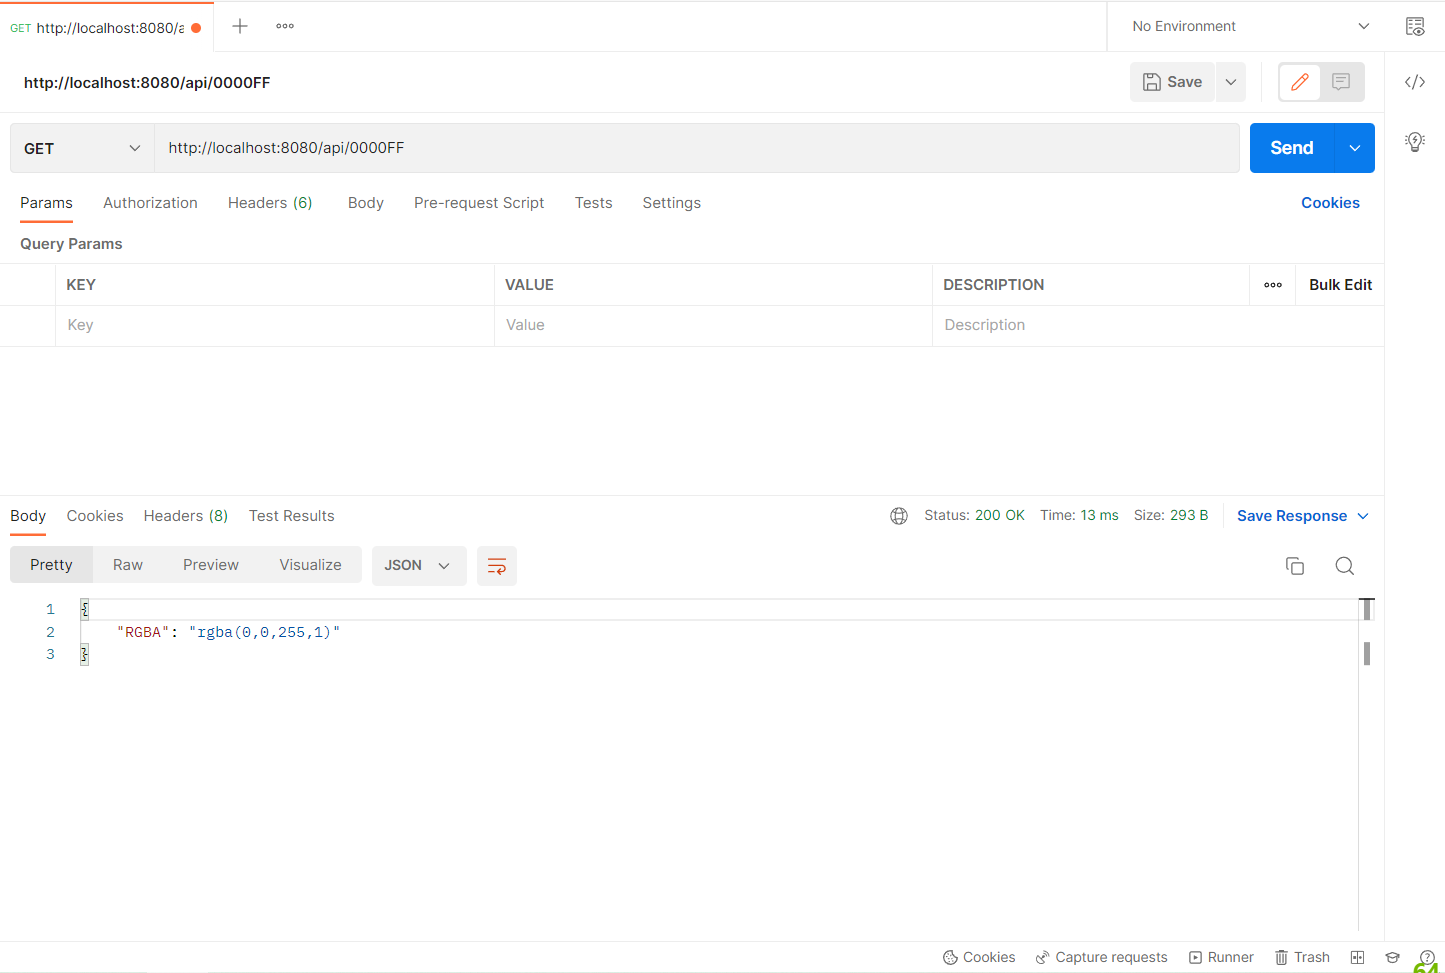 GET http://localhost:8080/a
No Environment
http://localhost:8080/api/0000FF
Save
GET http://localhost:8080/api/0000FF
Send
Params Authorization Headers (6) Body Pre-request Script Tests Settings Cookies
Query Params
KEY VALUE DESCRIPTION Bulk Edit
Key Value Description
Body Cookies Headers (8) Test Results Status: 200 OK Time: 13 ms Size: 293 B Save Response
Pretty Raw Preview Visualize JSON
1 {
2 "RGBA": "rgba(0,0,255,1)"
3 }
Cookies Capture requests Runner Trash
64